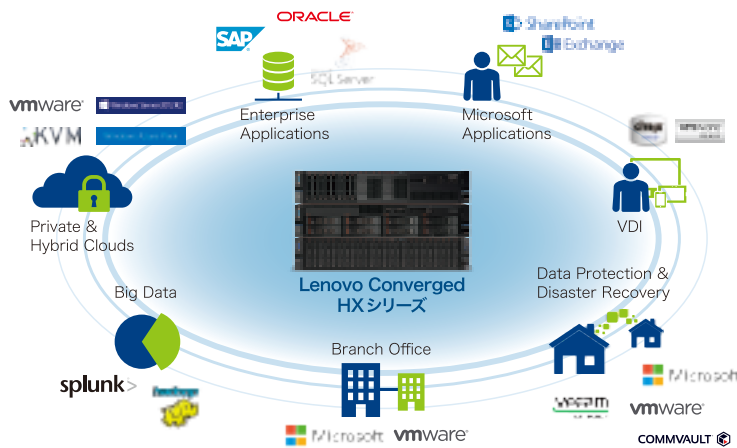 ORACLE
SAP
SQL Server
SharePoint
Exchange
Enterprise
Applications
Microsoft
Applications
vmware
KVM
Private &
Hybrid Clouds
VDI
Lenovo Converged
HXシリーズ
Data Protection &
Disaster Recovery
Big Data
Branch Office
splunk>
Microsoft
veeam
vmware
Microsoft
vmware
COMMVAULT